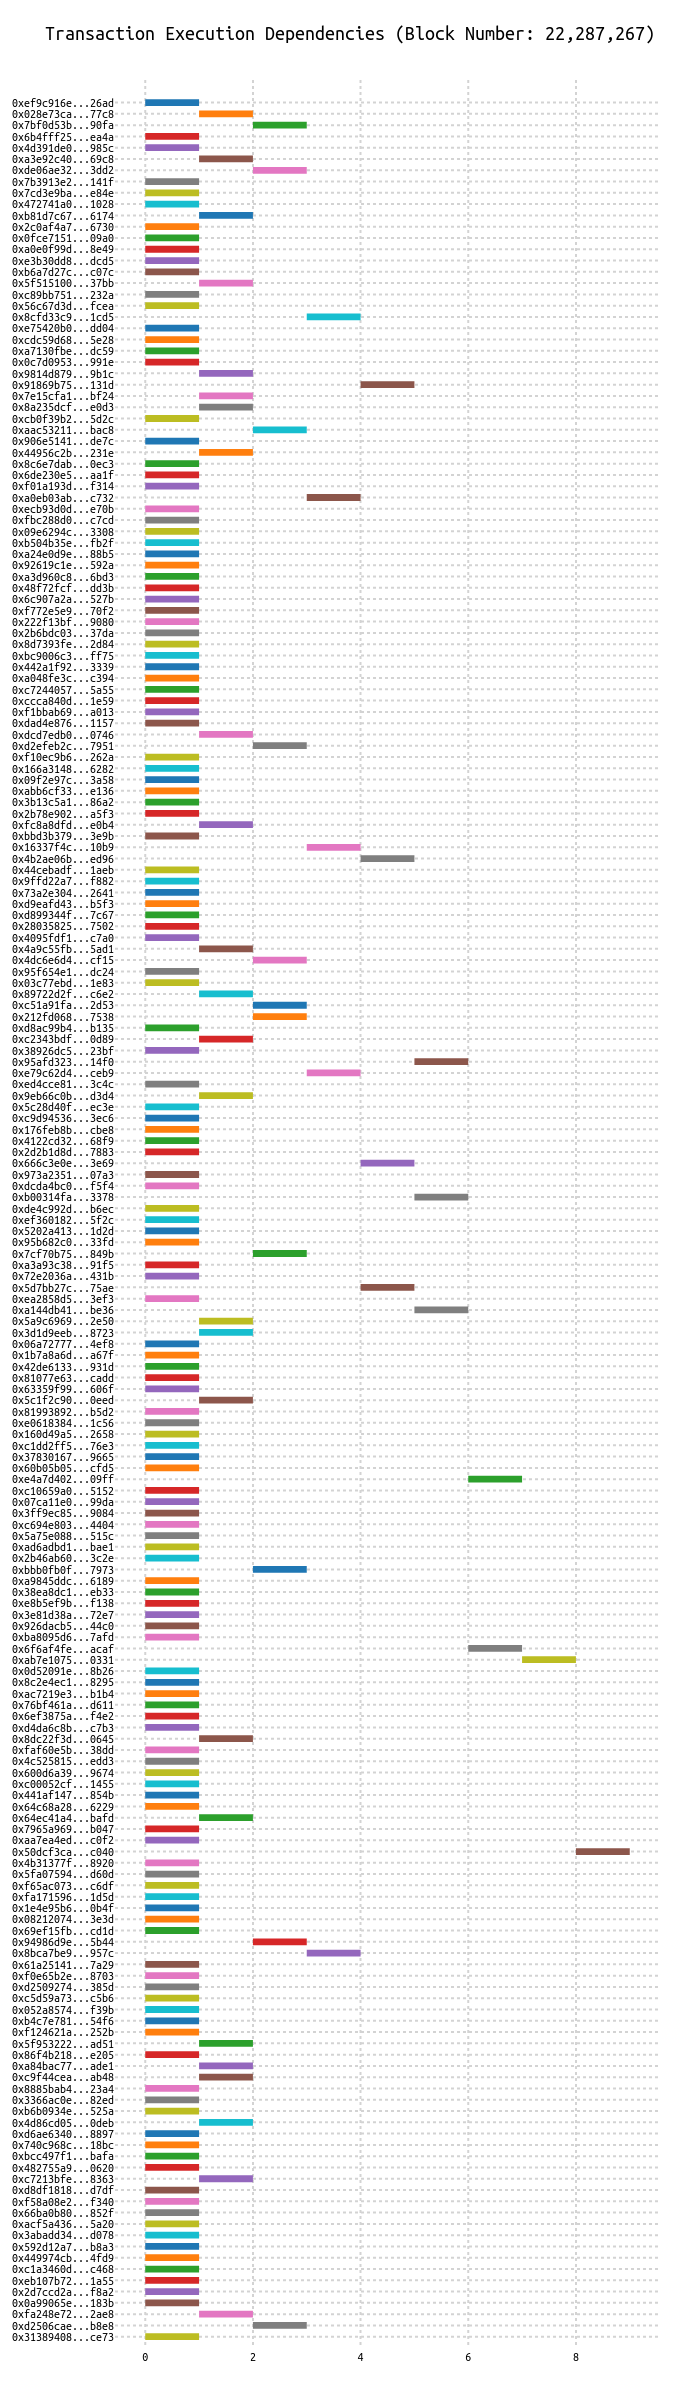 Transaction Execution Dependencies (Block Number: 22,287,267)
0xef9c916e...26ad
0x028e73ca...77c8
0x7bf0d53b...90fa
0x6b4fff25...ea4a
0x4d391de0...985c
0xa3e92c40...69c8
0xde06ae32...3dd2
0x7b3913e2...141f
0x7cd3e9ba...e84e
0x472741a0...1028
0xb81d7c67...6174
0x2c0af4a7...6730
0x0fce7151...09a0
0xa0e0f99d...8e49
0xe3b30dd8...dcd5
0xb6a7d27c...c07c
0x5f515100...37bb
0xc89bb751...232a
0x56c67d3d...fcea
0x8cfd33c9...1cd5
0xe75420b0...dd04
0xcdc59d68...5e28
0xa7130fbe...dc59
0x0c7d0953...991e
0x9814d879...9b1c
0x91869b75...131d
0x7e15cfa1...bf24
0x8a235dcf...e0d3
0xcb0f39b2...5d2c
0xaac53211...bac8
0x906e5141...de7c
0x44956c2b...231e
0x8c6e7dab...0ec3
0x6de230e5...aa1f
0xf01a193d...f314
0xa0eb03ab...c732
0xecb93d0d...e70b
0xfbc288d0...c7cd
0x09e6294c...3308
0xb504b35e...fb2f
0xa24e0d9e...88b5
0x92619c1e...592a
0xa3d960c8...6bd3
0x48f72fcf...dd3b
0x6c907a2a...527b
0xf772e5e9...70f2
0x222f13bf...9080
0x2b6bdc03...37da
0x8d7393fe...2d84
0xbc9006c3...ff75
0x442a1f92...3339
0xa048fe3c...c394
0xc7244057...5a55
0xccca840d...1e59
0xf1bbab69...a013
0xdad4e876...1157
0xdcd7edb0...0746
0xd2efeb2c...7951
0xf10ec9b6...262a
0x166a3148...6282
0x09f2e97c...3a58
0xabb6cf33...e136
0x3b13c5a1...86a2
0x2b78e902...a5f3
0xfc8a8dfd...e0b4
0xbbd3b379...3e9b
0x16337f4c...10b9
0x4b2ae06b...ed96
0x44cebadf...1aeb
0x9ffd22a7...f882
0x73a2e304...2641
0xd9eafd43...b5f3
0xd899344f...7c67
0x28035825...7502
0x4095fdf1...c7a0
0x4a9c55fb...5ad1
0x4dc6e6d4...cf15
0x95f654e1...dc24
0x03c77ebd...1e83
0x89722d2f...c6e2
0xc51a91fa...2d53
0x212fd068...7538
0xd8ac99b4...b135
0xc2343bdf...0d89
0x38926dc5...23bf
0x95afd323...14f0
0xe79c62d4...ceb9
0xed4cce81...3c4c
0x9eb66c0b...d3d4
0x5c28d40f...ec3e
0xc9d94536...3ec6
0x176feb8b...cbe8
0x4122cd32...68f9
0x2d2b1d8d...7883
0x666c3e0e...3e69
0x973a2351...07a3
0xdcda4bc0...f5f4
0xb00314fa...3378
0xde4c992d...b6ec
0xef360182...5f2c
0x5202a413...1d2d
0x95b682c0...33fd
0x7cf70b75...849b
0xa3a93c38...91f5
0x72e2036a...431b
0x5d7bb27c...75ae
0xea2858d5...3ef3
0xa144db41...be36
0x5a9c6969...2e50
0x3d1d9eeb...8723
0x06a72777...4ef8
0x1b7a8a6d...a67f
0x42de6133...931d
0x81077e63...cadd
0x63359f99...606f
0x5c1f2c90...0eed
0x81993892...b5d2
0xe0618384...1c56
0x160d49a5...2658
0xc1dd2ff5...76e3
0x37830167...9665
0x60b05b05...cfd5
0xe4a7d402...09ff
0xc10659a0...5152
0x07ca11e0...99da
0x3ff9ec85...9084
0xc694e803...4404
0x5a75e088...515c
0xad6adbd1...bae1
0x2b46ab60...3c2e
0xbbb0fb0f...7973
0xa9845ddc...6189
0x38ea8dc1...eb33
0xe8b5ef9b...f138
0x3e81d38a...72e7
0x926dacb5...44c0
0xba8095d6...7afd
0x6f6af4fe...acaf
0xab7e1075...0331
0x0d52091e...8b26
0x8c2e4ec1...8295
0xac7219e3...b1b4
0x76bf461a...d611
0x6ef3875a...f4e2
0xd4da6c8b...c7b3
0x8dc22f3d...0645
0xfaf60e5b...38dd
0x4c525815...edd3
0x600d6a39...9674
0xc00052cf...1455
0x441af147...854b
0x64c68a28...6229
0x64ec41a4...bafd
0x7965a969...b047
0xaa7ea4ed...c0f2
0x50dcf3ca...c040
0x4b31377f...8920
0x5fa07594...d60d
0xf65ac073...c6df
0xfa171596...1d5d
0x1e4e95b6...0b4f
0x08212074...3e3d
0x69ef15fb...cd1d
0x94986d9e...5b44
0x8bca7be9...957c
0x61a25141...7a29
0xf0e65b2e...8703
0xd2509274...385d
0xc5d59a73...c5b6
0x052a8574...f39b
0xb4c7e781...54f6
0xf124621a...252b
0x5f953222...ad51
0x86f4b218...e205
0xa84bac77...ade1
0xc9f44cea...ab48
0x8885bab4...23a4
0x3366ac0e...82ed
0xb6b0934e...525a
0x4d86cd05...0deb
0xd6ae6340...8897
0x740c968c...18bc
0xbcc497f1...bafa
0x482755a9...0620
0xc7213bfe...8363
0xd8df1818...d7df
0xf58a08e2...f340
0x66ba0b80...852f
0xacf5a436...5a20
0x3abadd34...d078
0x592d12a7...b8a3
0x449974cb...4fd9
0xc1a3460d...c468
0xeb107b72...1a55
0x2d7ccd2a...f8a2
0x0a99065e...183b
0xfa248e72...2ae8
0xd2506cae...b8e8
0x31389408...ce73
0 2 4 6 8